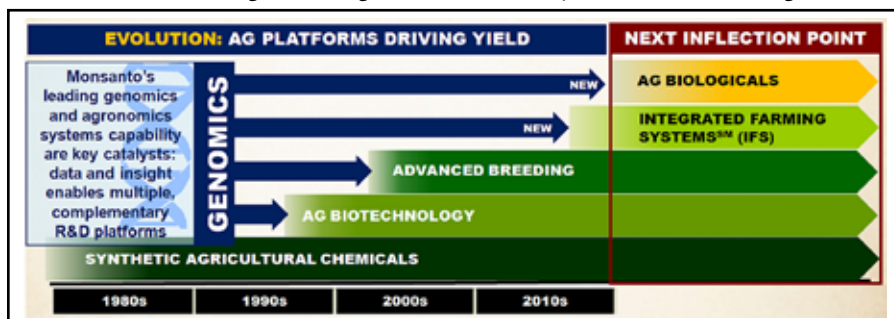 EVOLUTION: AG PLATFORMS DRIVING YIELD
NEXT INFLECTION POINT
Monsanto's
leading genomics
and agronomics
systems capability
are key catalysts:
data and insight
enables multiple,
complementary
R&D platforms
GENOMICS
NEW
AG BIOLOGICALS
NEW
INTEGRATED FARMING
SYSTEMS℠ (IFS)
ADVANCED BREEDING
AG BIOTECHNOLOGY
SYNTHETIC AGRICULTURAL CHEMICALS
1980s
1990s
2000s
2010s